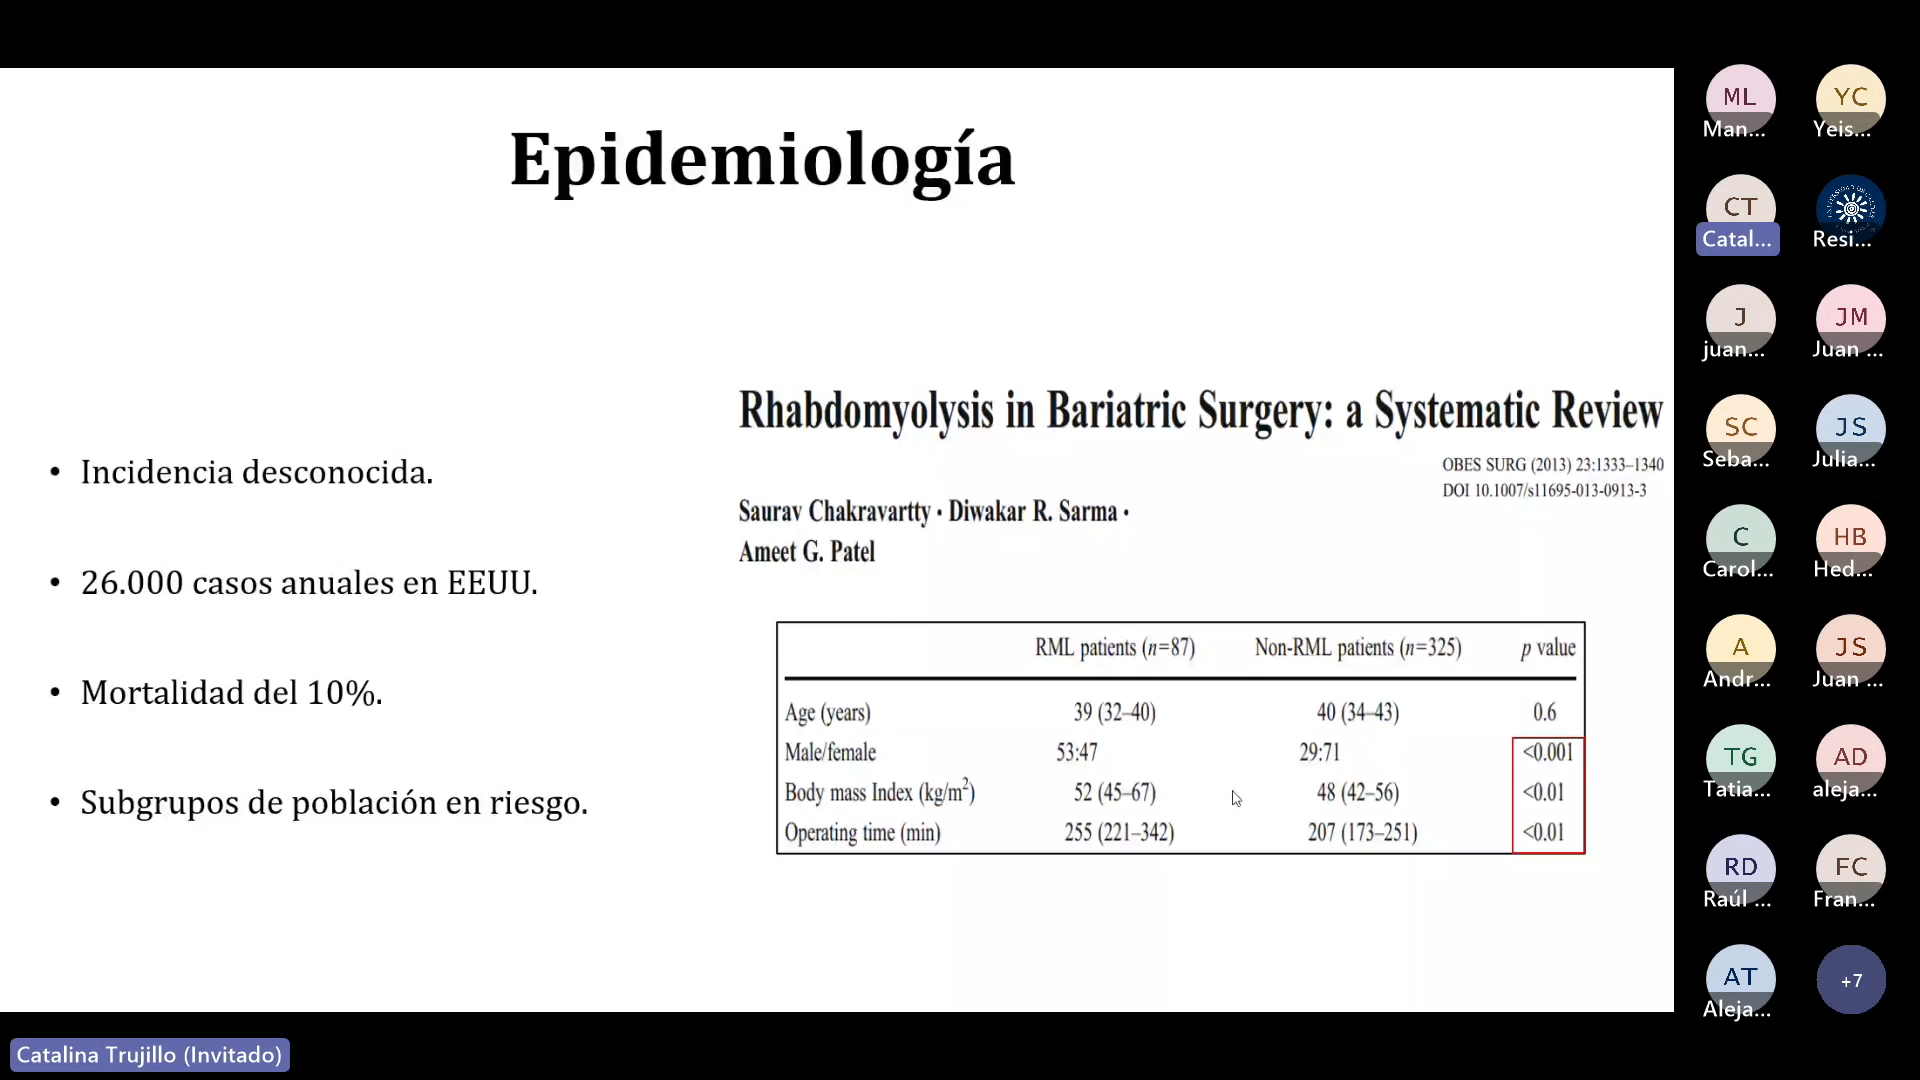 Epidemiología
• Incidencia desconocida.
• 26.000 casos anuales en EEUU.
• Mortalidad del 10%.
• Subgrupos de población en riesgo.
Rhabdomyolysis in Bariatric Surgery: a Systematic Review
OBES SURG (2013) 23:1333–1340
DOI 10.1007/s11695-013-0913-3
Saurav Chakravartty • Diwakar R. Sarma •
Ameet G. Patel
RML patients (n=87) Non-RML patients (n=325) p value
Age (years) 39 (32–40) 40 (34–43) 0.6
Male/female 53:47 29:71 <0.001
Body mass Index (kg/m²) 52 (45–67) 48 (42–56) <0.01
Operating time (min) 255 (221–342) 207 (173–251) <0.01
ML YC
Man... Yeis...
CT
Catal... Resi...
J JM
juan... Juan ...
SC JS
Seba... Julia...
C HB
Carol... Hed...
A JS
Andr... Juan ...
TG AD
Tatia... aleja...
RD FC
Raúl ... Fran...
AT +7
Aleja...
Catalina Trujillo (Invitado)